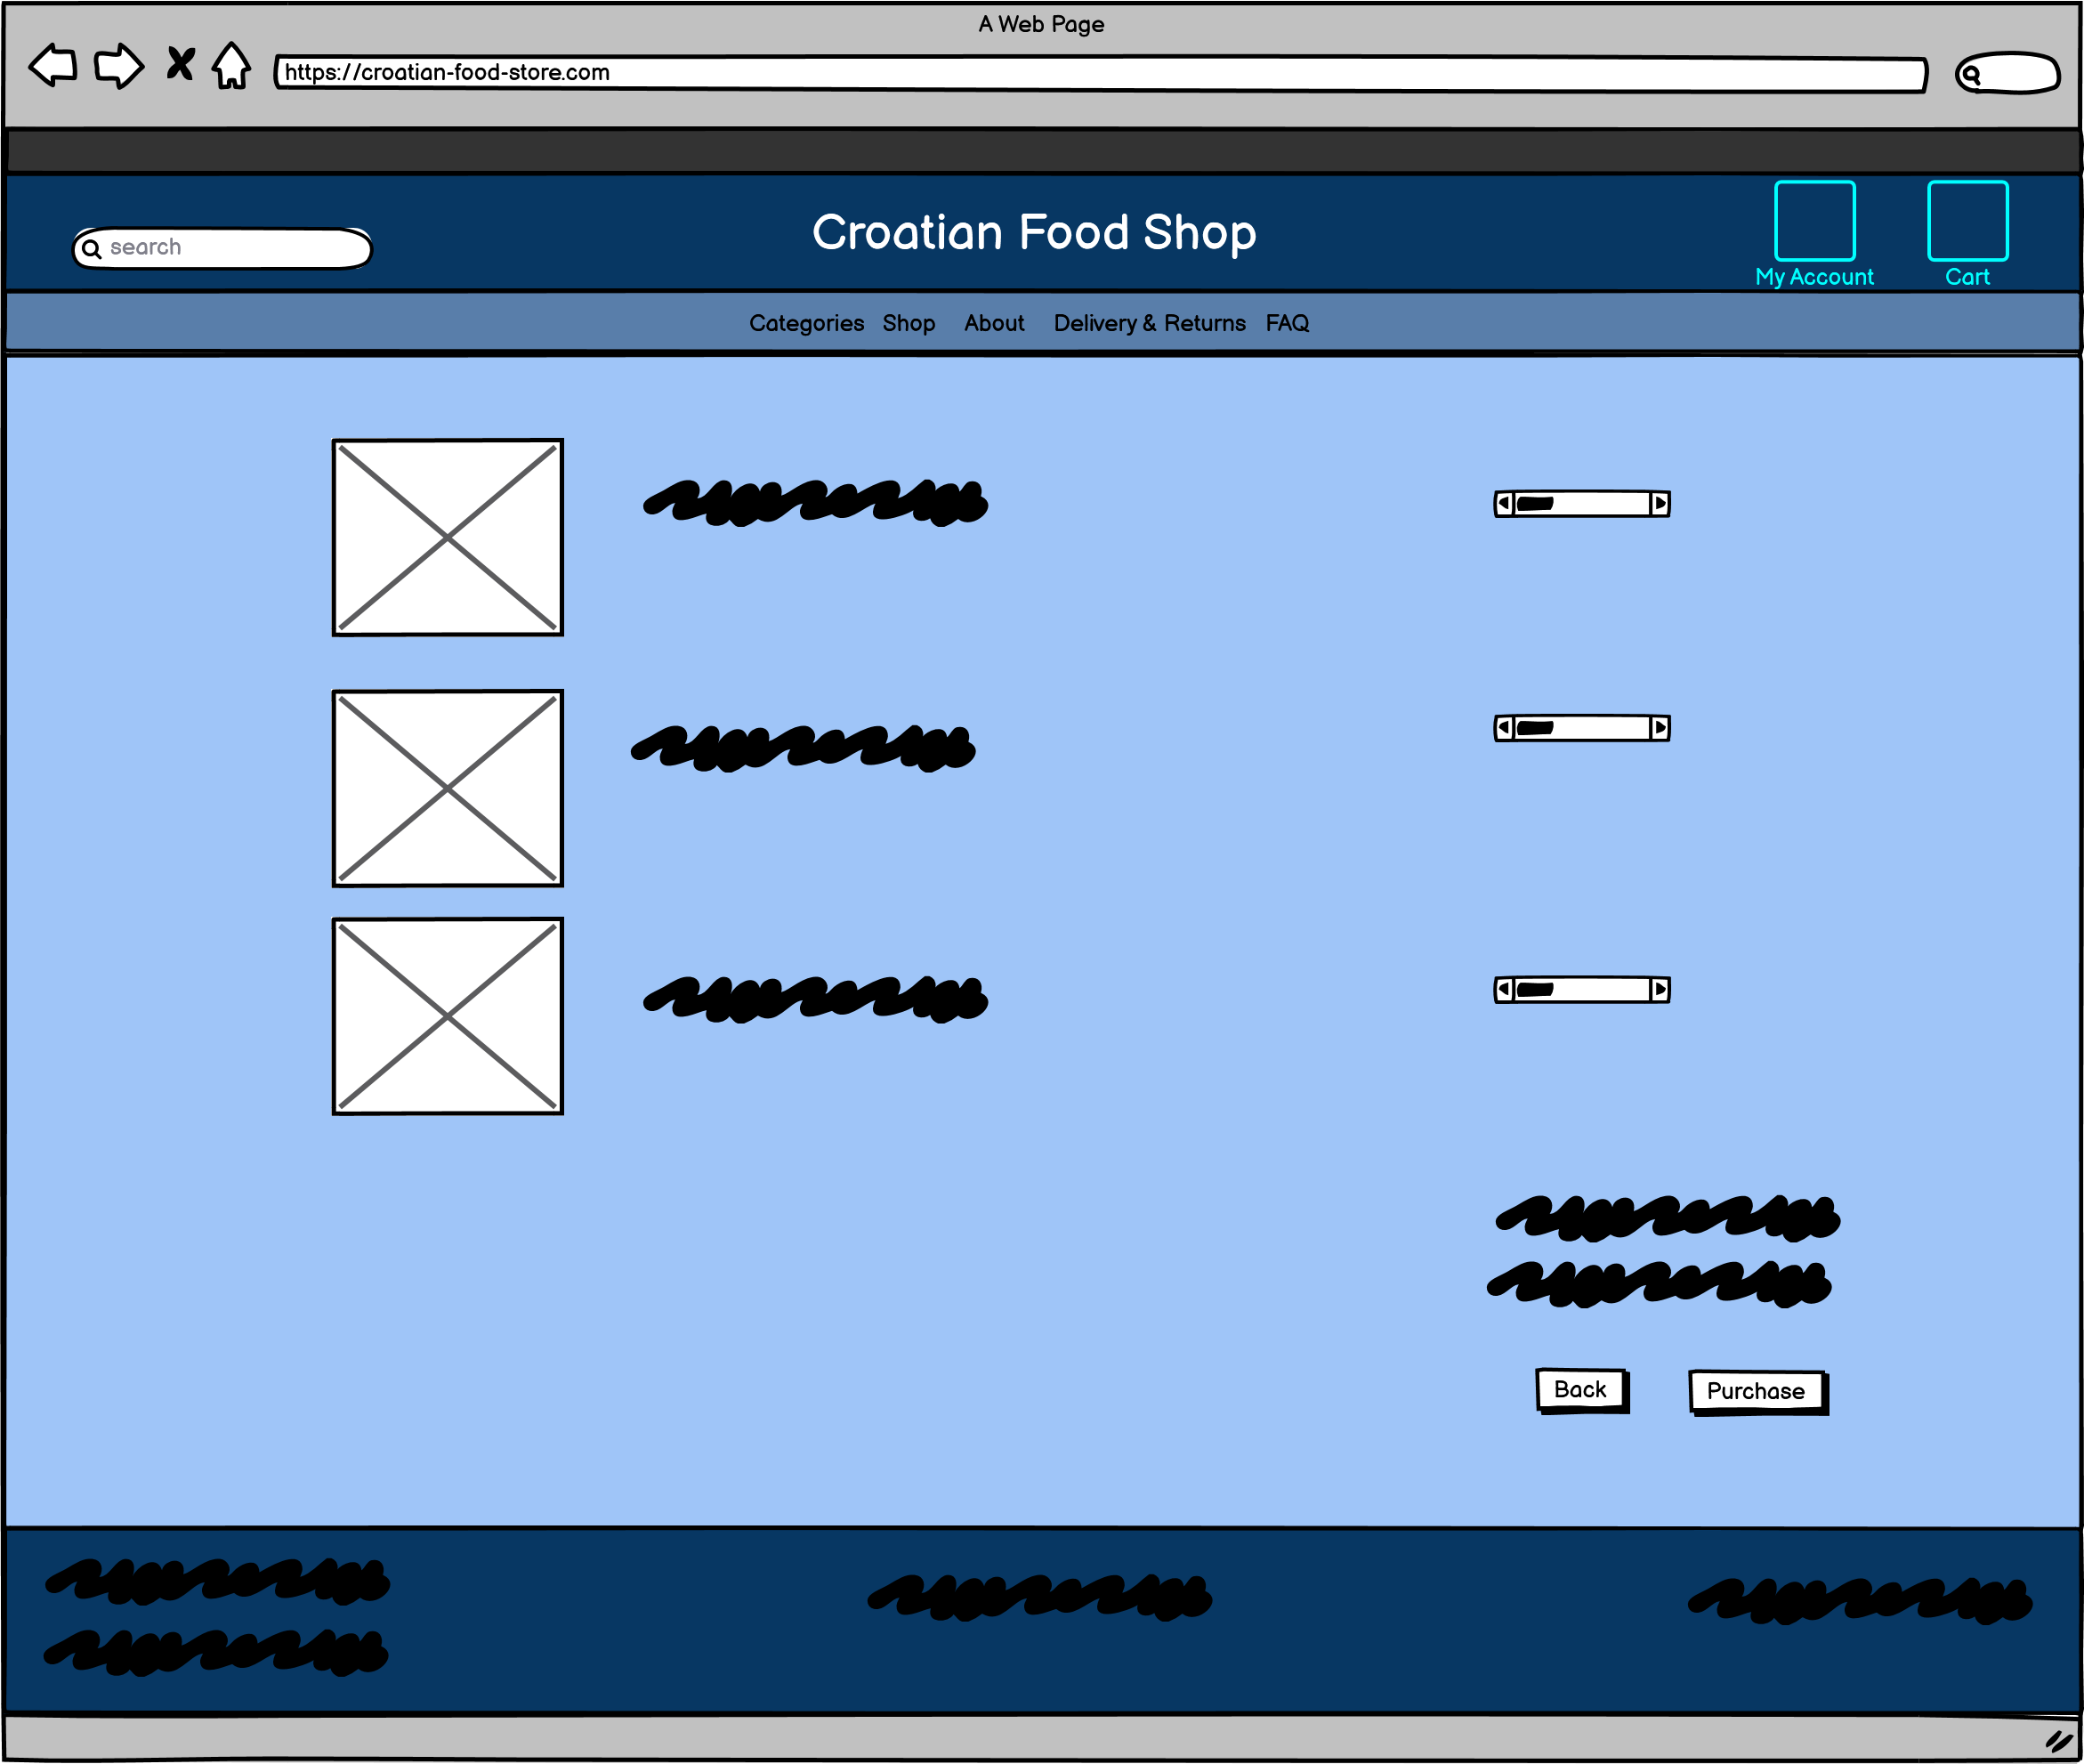 A Web Page
https://croatian-food-store.com
search
Croatian Food Shop
My Account
Cart
Categories Shop About Delivery & Returns FAQ
Back
Purchase